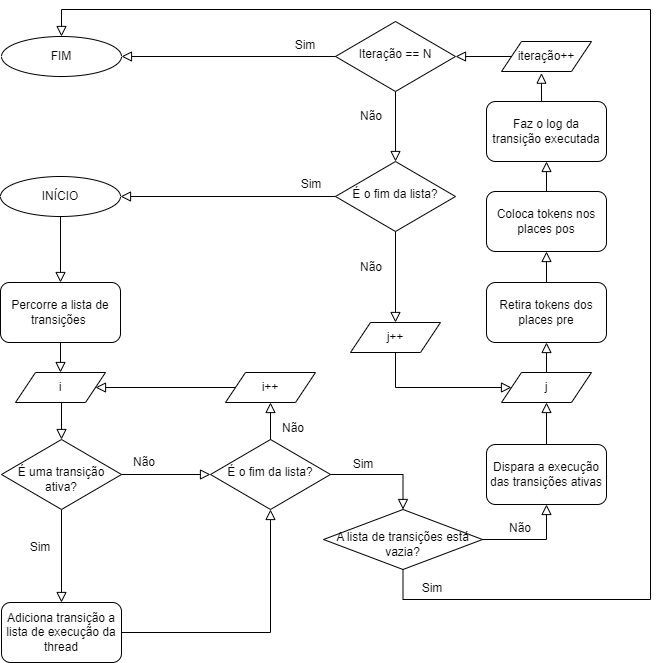 Sim
FIM
Iteração == N
iteração++
Não
Faz o log da
transição executada
Sim
INÍCIO
É o fim da lista?
Coloca tokens nos
places pos
Não
Percorre a lista de
transições
Retira tokens dos
places pre
j++
i
i++
j
Não
É uma transição
ativa?
Não
É o fim da lista?
Sim
Dispara a execução
das transições ativas
Sim
A lista de transições está
vazia?
Não
Sim
Adiciona transição a
lista de execução da
thread